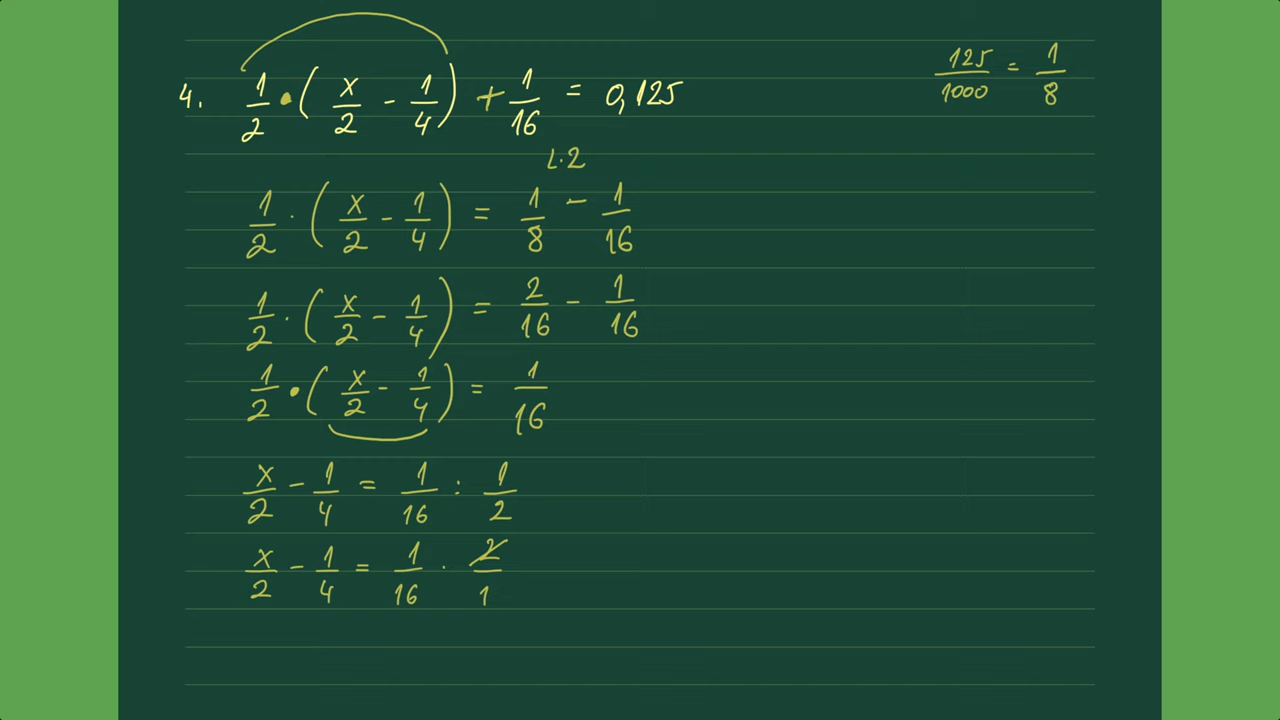 4. 1/2 • (x/2 - 1/4) + 1/16 = 0,125
125/1000 = 1/8
L·2
1/2 · (x/2 - 1/4) = 1/8 - 1/16
1/2 · (x/2 - 1/4) = 2/16 - 1/16
1/2 • (x/2 - 1/4) = 1/16
x/2 - 1/4 = 1/16 : 1/2
x/2 - 1/4 = 1/16 · 2/1